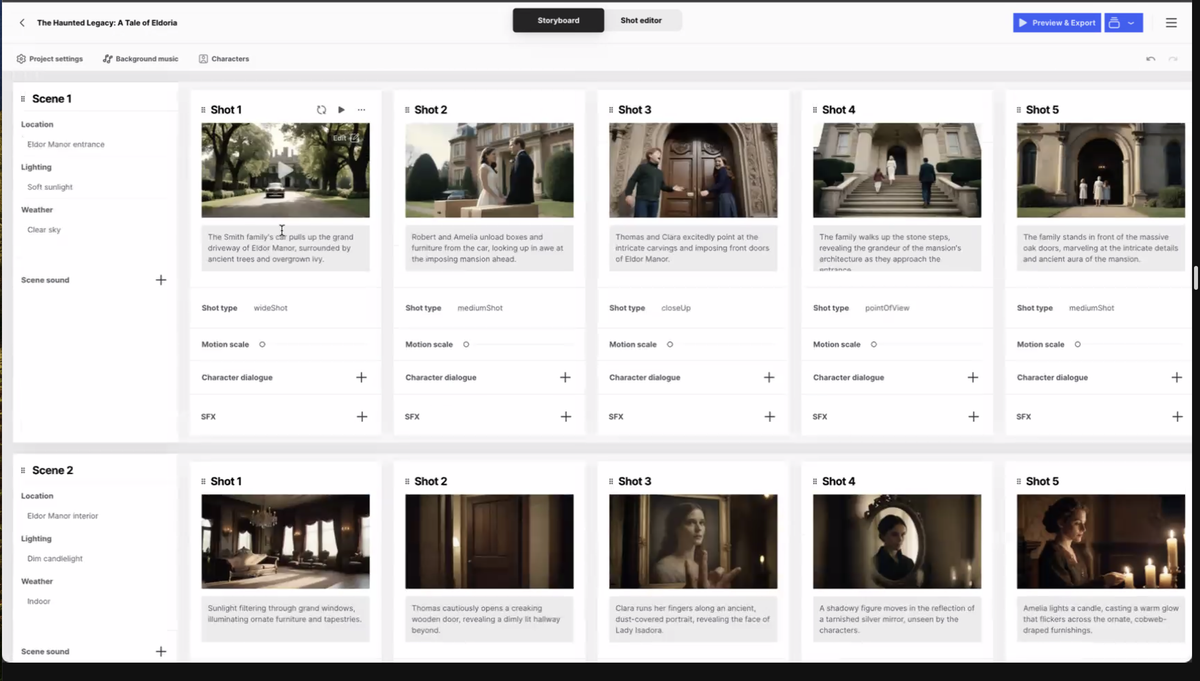 The Haunted Legacy: A Tale of Eldoria
Storyboard
Shot editor
Preview & Export
Project settings
Background music
Characters
Scene 1
Location
Eldor Manor entrance
Lighting
Soft sunlight
Weather
Clear sky
Scene sound
Shot 1
Edit
The Smith family's car pulls up the grand
driveway of Eldor Manor, surrounded by
ancient trees and overgrown ivy.
Shot type wideShot
Motion scale
Character dialogue
SFX
Shot 2
Robert and Amelia unload boxes and
furniture from the car, looking up in awe at
the imposing mansion ahead.
Shot type mediumShot
Motion scale
Character dialogue
SFX
Shot 3
Thomas and Clara excitedly point at the
intricate carvings and imposing front doors
of Eldor Manor.
Shot type closeUp
Motion scale
Character dialogue
SFX
Shot 4
The family walks up the stone steps,
revealing the grandeur of the mansion's
architecture as they approach the
entrance.
Shot type pointOfView
Motion scale
Character dialogue
SFX
Shot 5
The family stands in front of the massive
oak doors, marveling at the intricate details
and ancient aura of the mansion.
Shot type mediumShot
Motion scale
Character dialogue
SFX
Scene 2
Location
Eldor Manor interior
Lighting
Dim candlelight
Weather
Indoor
Scene sound
Shot 1
Sunlight filtering through grand windows,
illuminating ornate furniture and tapestries.
Shot 2
Thomas cautiously opens a creaking
wooden door, revealing a dimly lit hallway
beyond.
Shot 3
Clara runs her fingers along an ancient,
dust-covered portrait, revealing the face of
Lady Isadora.
Shot 4
A shadowy figure moves in the reflection of
a tarnished silver mirror, unseen by the
characters.
Shot 5
Amelia lights a candle, casting a warm glow
that flickers across the ornate, cobweb-
draped furnishings.